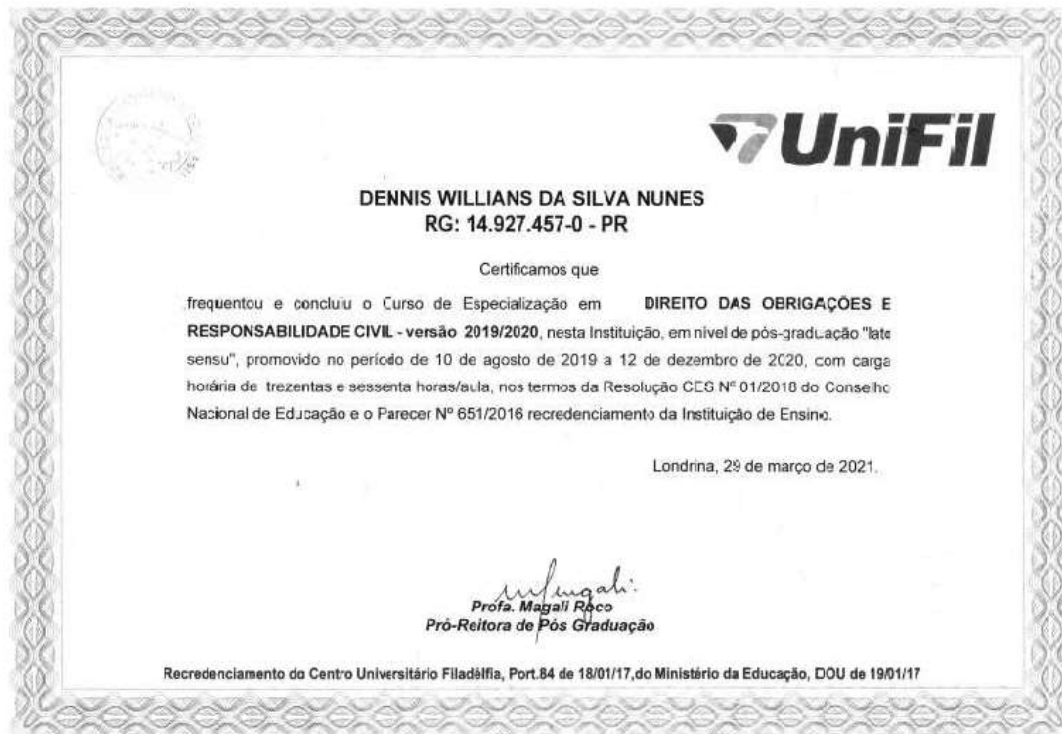 UniFil
DENNIS WILLIANS DA SILVA NUNES
RG: 14.927.457-0 - PR
Certificamos que
frequentou e concluiu o Curso de Especialização em DIREITO DAS OBRIGAÇÕES E
RESPONSABILIDADE CIVIL - versão 2019/2020, nesta Instituição, em nível de pós-graduação "lato
sensu", promovido no período de 10 de agosto de 2019 a 12 de dezembro de 2020, com carga
horária de trezentas e sessenta horas/aula, nos termos da Resolução CES Nº 01/2018 do Conselho
Nacional de Educação e o Parecer Nº 651/2016 recredenciamento da Instituição de Ensino.
Londrina, 29 de março de 2021.
Profa. Magali Roco
Pró-Reitora de Pós Graduação
Recredenciamento do Centro Universitário Filadélfia, Port.84 de 18/01/17,do Ministério da Educação, DOU de 19/01/17